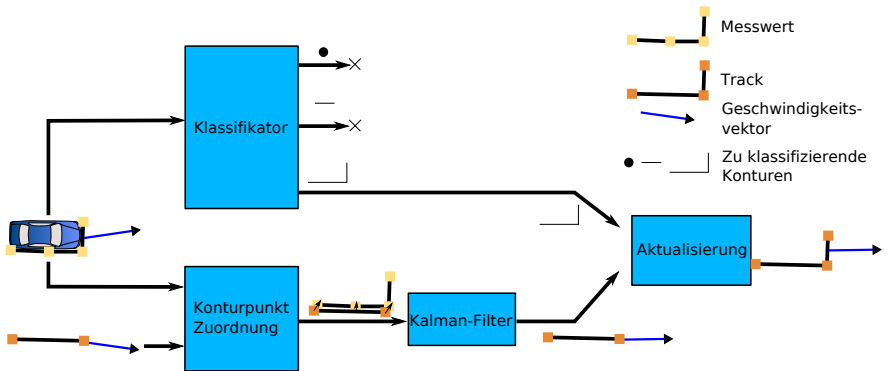 Messwert
Track
Geschwindigkeits-
vektor
Zu klassifizierende
Konturen
Klassifikator
Aktualisierung
Konturpunkt
Zuordnung
Kalman-Filter